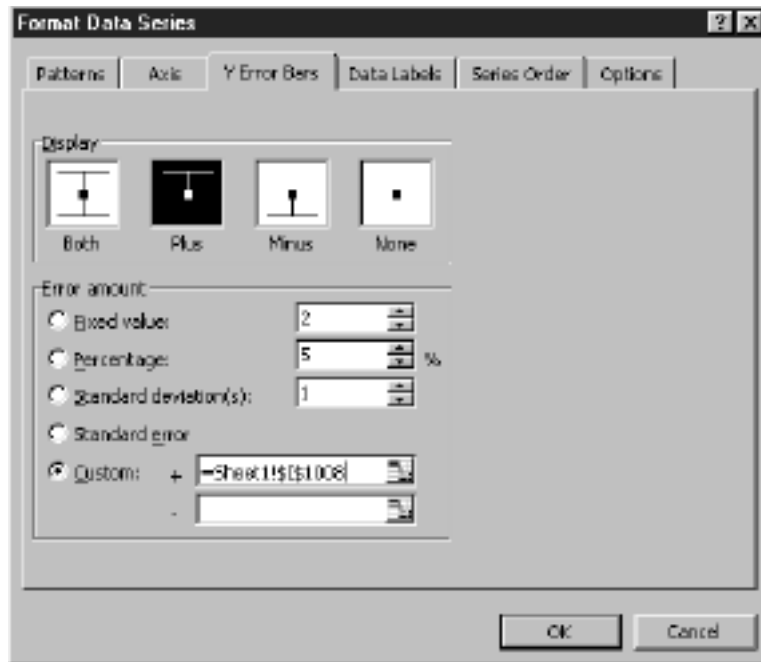 Format Data Series
Patterns Axis Y Error Bars Data Labels Series Order Options
Display
Both Plus Minus None
Error amount
Fixed value: 2
Percentage: 5 %
Standard deviation(s): 1
Standard error
Custom: + =Sheet1!$I$1008
-
OK Cancel